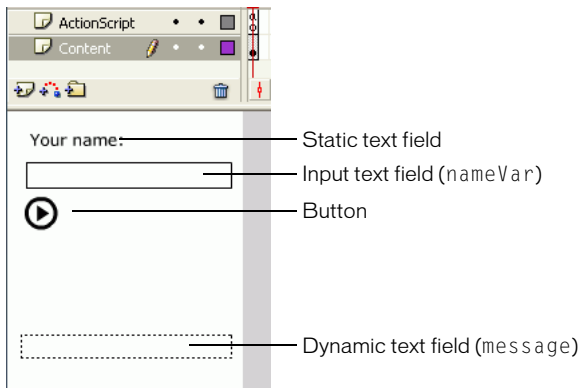 ActionScript
Content
Your name:
Static text field
Input text field (nameVar)
Button
Dynamic text field (message)